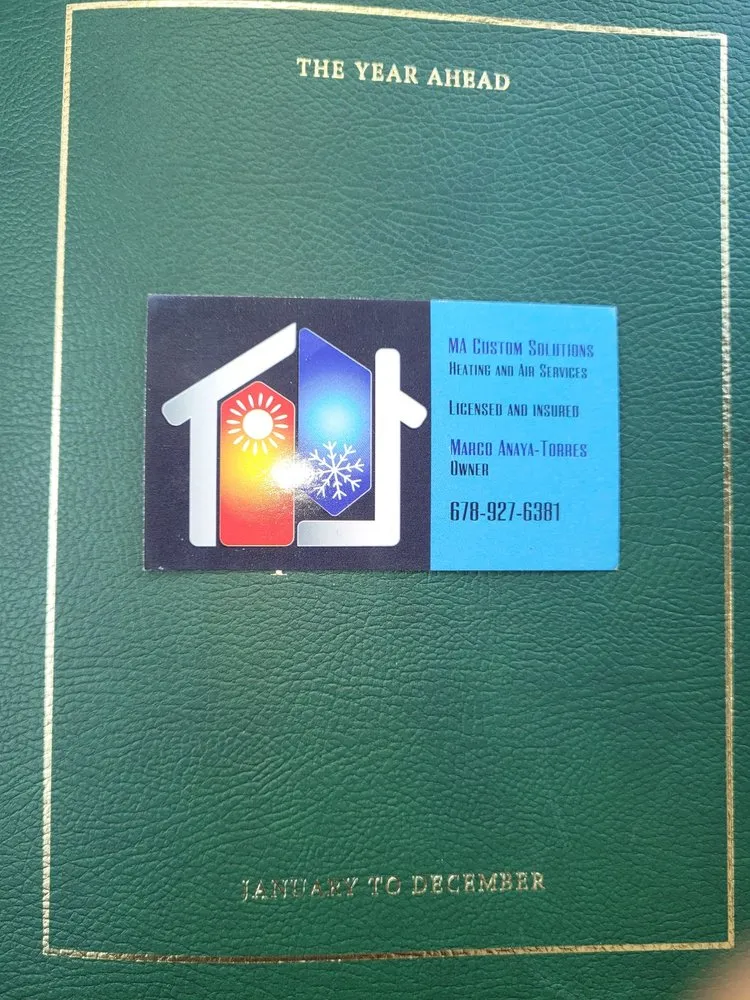 THE YEAR AHEAD
MA Custom Solutions
Heating and Air Services
Licensed and insured
Marco Anaya-Torres
Owner
678-927-6381
JANUARY TO DECEMBER